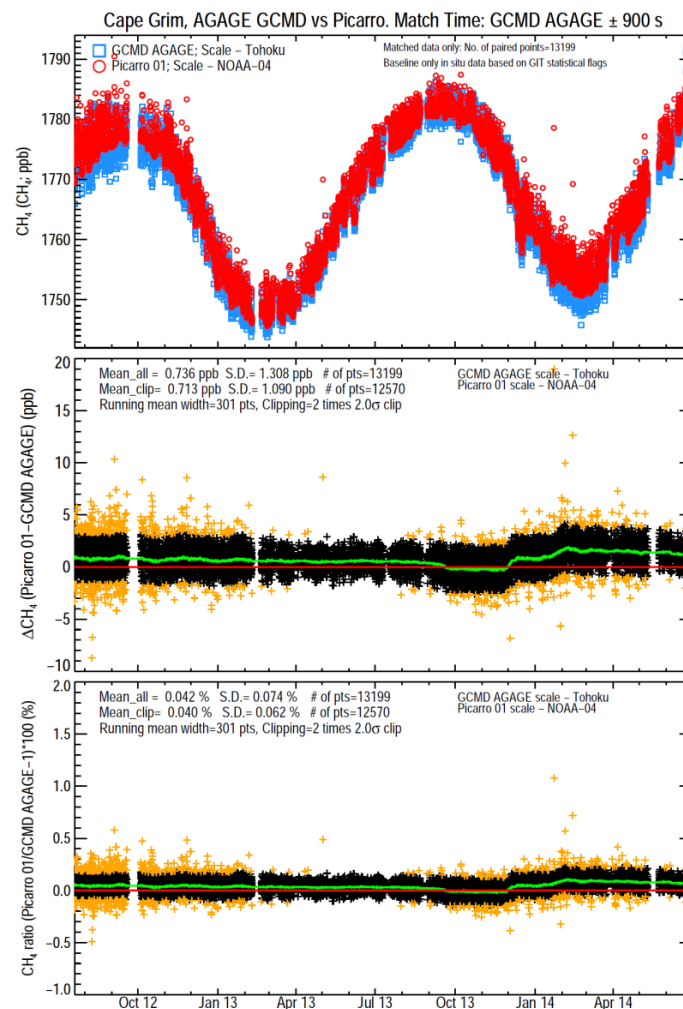 Cape Grim, AGAGE GCMD vs Picarro. Match Time: GCMD AGAGE ± 900 s
GCMD AGAGE; Scale – Tohoku
Picarro 01; Scale – NOAA–04
Matched data only: No. of paired points=13199
Baseline only in situ data based on GIT statistical flags
CH4 (CH4; ppb)
1790
1780
1770
1760
1750
Mean_all = 0.736 ppb S.D.= 1.308 ppb # of pts=13199
Mean_clip= 0.713 ppb S.D.= 1.090 ppb # of pts=12570
Running mean width=301 pts, Clipping=2 times 2.0σ clip
GCMD AGAGE scale – Tohoku
Picarro 01 scale – NOAA–04
ΔCH4 (Picarro 01–GCMD AGAGE) (ppb)
20
15
10
5
0
−5
−10
Mean_all = 0.042 % S.D.= 0.074 % # of pts=13199
Mean_clip= 0.040 % S.D.= 0.062 % # of pts=12570
Running mean width=301 pts, Clipping=2 times 2.0σ clip
GCMD AGAGE scale – Tohoku
Picarro 01 scale – NOAA–04
CH4 ratio (Picarro 01/GCMD AGAGE−1)*100 (%)
2.0
1.5
1.0
0.5
0.0
−0.5
−1.0
Oct 12 Jan 13 Apr 13 Jul 13 Oct 13 Jan 14 Apr 14